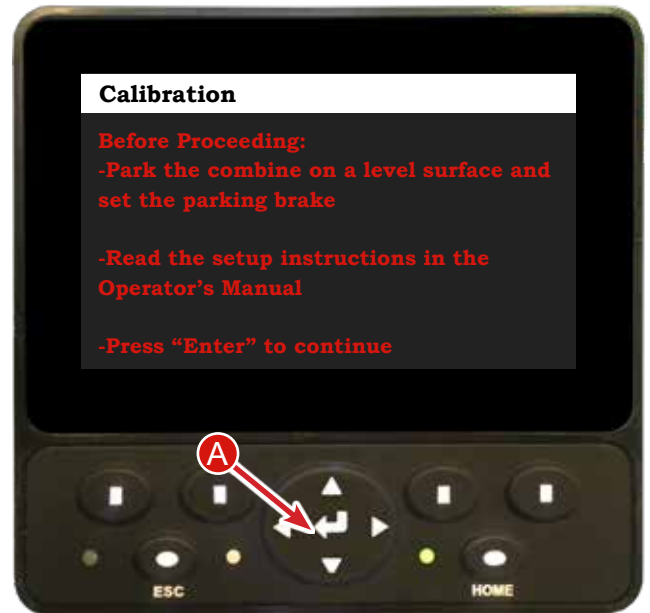 Calibration
Before Proceeding:
-Park the combine on a level surface and
set the parking brake
-Read the setup instructions in the
Operator’s Manual
-Press “Enter” to continue
A
ESC
HOME